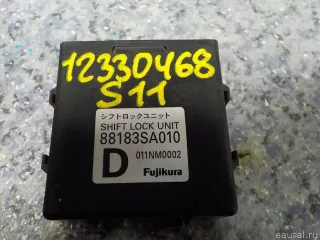 12330468
S11
シフトロックユニット
SHIFT LOCK UNIT
88183SA010
D 011NM0002
Fujikura
eaural.ru